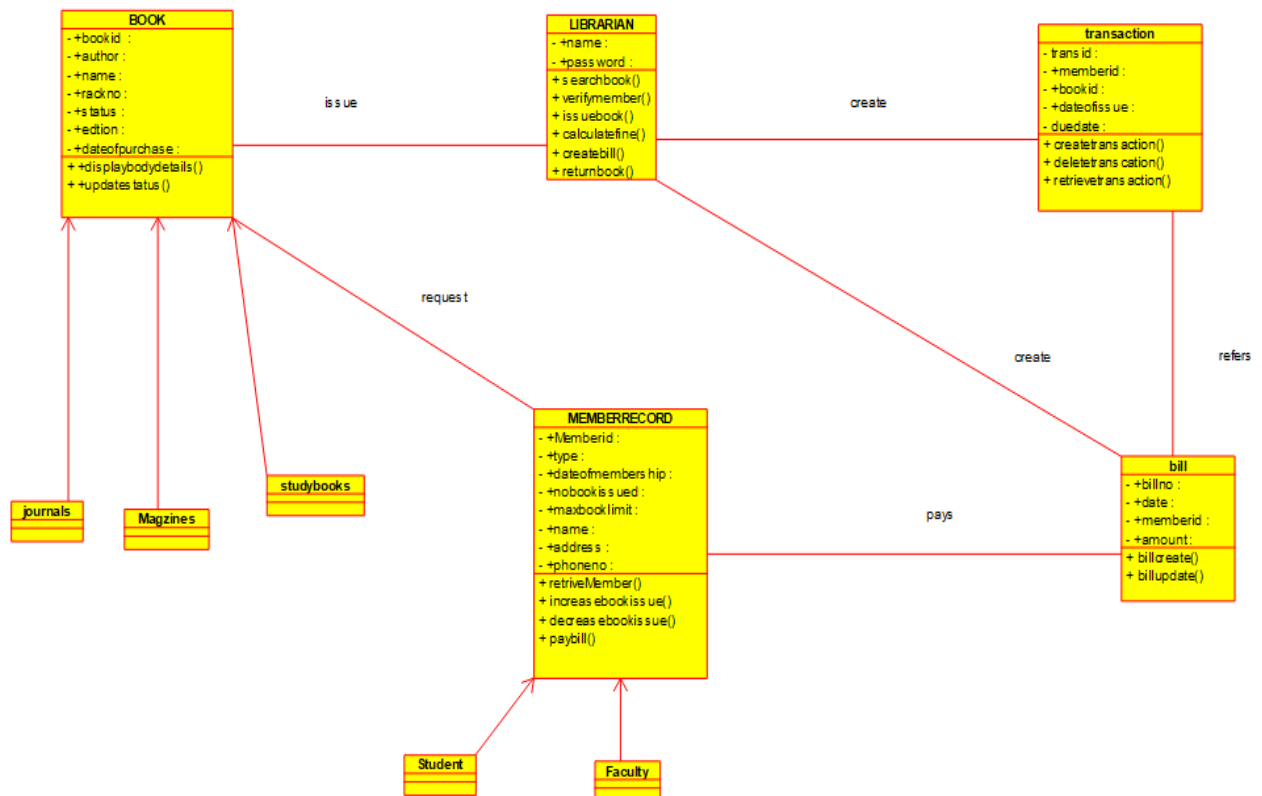 BOOK
- +bookid :
- +author :
- +name :
- +rackno :
- +status :
- +edtion :
- +dateofpurchase :
+ +displaybodydetails()
+ +updatestatus()
issue
LIBRARIAN
- +name :
- +password :
+ searchbook()
+ verifymember()
+ issuebook()
+ calculatefine()
+ createbill()
+ returnbook()
create
transaction
- transid :
- +memberid :
- +bookid :
- +dateofissue :
- duedate :
+ createtransaction()
+ deletetranscation()
+ retrievetransaction()
request
create
refers
journals
Magzines
studybooks
MEMBERRECORD
- +Memberid :
- +type :
- +dateofmembership :
- +nobookissued :
- +maxbooklimit :
- +name :
- +address :
- +phoneno :
+ retriveMember()
+ increasebookissue()
+ decreasebookissue()
+ paybill()
pays
bill
- +billno :
- +date :
- +memberid :
- +amount :
+ billcreate()
+ billupdate()
Student
Faculty